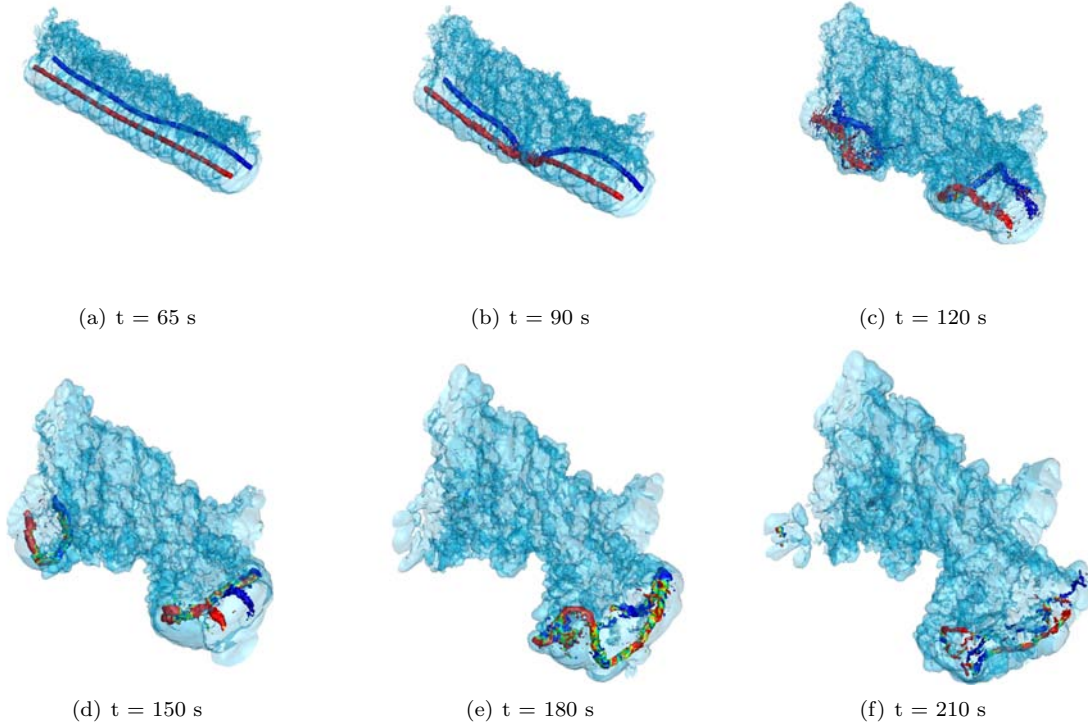 (a) t = 65 s
(b) t = 90 s
(c) t = 120 s
(d) t = 150 s
(e) t = 180 s
(f) t = 210 s